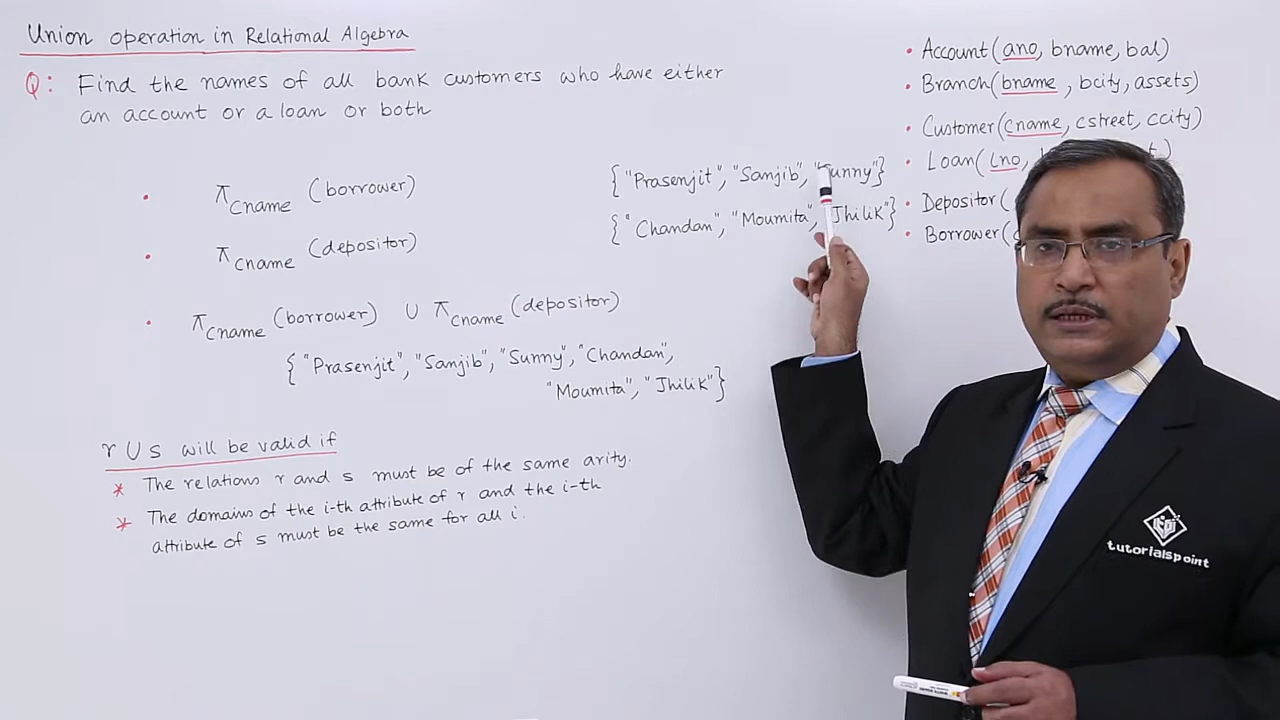 Union operation in Relational Algebra
Q: Find the names of all bank customers who have either
an account or a loan or both
• π Cname (borrower)
• π Cname (depositor)
• π Cname (borrower) ∪ π Cname (depositor)
{"Prasenjit", "Sanjib", "Sunny", "Chandan",
"Moumita", "Jhilik"}
r ∪ s will be valid if
* The relations r and s must be of the same arity.
* The domains of the i-th attribute of r and the i-th
attribute of s must be the same for all i.
{"Prasenjit", "Sanjib", "Sunny"}
{"Chandan", "Moumita", "Jhilik"}
• Account(ano, bname, bal)
• Branch(bname, bcity, assets)
• Customer(cname, cstreet, ccity)
• Loan(lno,
• Depositor(
• Borrower(
tutorialspoint